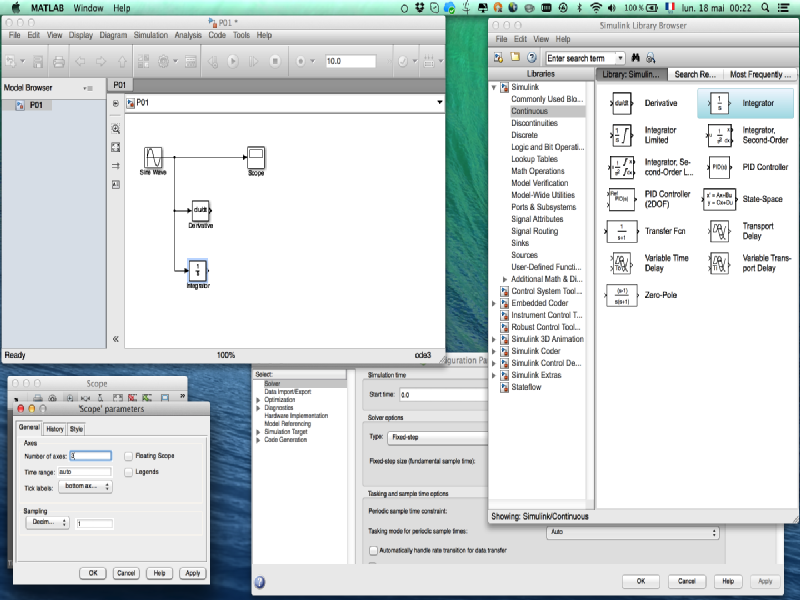 MATLAB Window Help
100 % lun. 18 mai 00:22
P01 *
File Edit View Display Diagram Simulation Analysis Code Tools Help
10.0
Model Browser
P01
P01
P01
Sine Wave
Scope
du/dt
Derivative
1
Integrator
Ready 100% ode3
Simulink Library Browser
File Edit View Help
Enter search term
Libraries
Library: Simulin... Search Re... Most Frequently ...
Simulink
Commonly Used Blo...
Continuous
Discontinuities
Discrete
Logic and Bit Operati...
Lookup Tables
Math Operations
Model Verification
Model-Wide Utilities
Ports & Subsystems
Signal Attributes
Signal Routing
Sinks
Sources
User-Defined Functi...
Additional Math & Di...
Control System Tool...
Embedded Coder
Instrument Control T...
Robust Control Tool...
Simulink 3D Animation
Simulink Coder
Simulink Control De...
Simulink Extras
Stateflow
du/dt Derivative
1/s Integrator
Integrator Limited
Integrator, Second-Order
Integrator, Se-
cond-Order L...
PID(s) PID Controller
PID(s) PID Controller
(2DOF)
x' = Ax+Bu
y = Cx+Du
State-Space
1
s+1
Transfer Fcn
Transport
Delay
Variable Time
Delay
Variable Trans-
port Delay
(s-1)
s(s+1)
Zero-Pole
Showing: Simulink/Continuous
Scope
'Scope' parameters
General History Style
Axes
Number of axes: 3 Floating Scope
Time range: auto Legends
Tick labels: bottom ax...
Sampling
Decim... 1
OK Cancel Help Apply
Select:
Solver
Data Import/Export
Optimization
Diagnostics
Hardware Implementation
Model Referencing
Simulation Target
Code Generation
Simulation time
Start time: 0.0
Solver options
Type: Fixed-step
Fixed-step size (fundamental sample time):
Tasking and sample time options
Periodic sample time constraint:
Tasking mode for periodic sample times: Auto
Automatically handle rate transition for data transfer
OK Cancel Help Apply